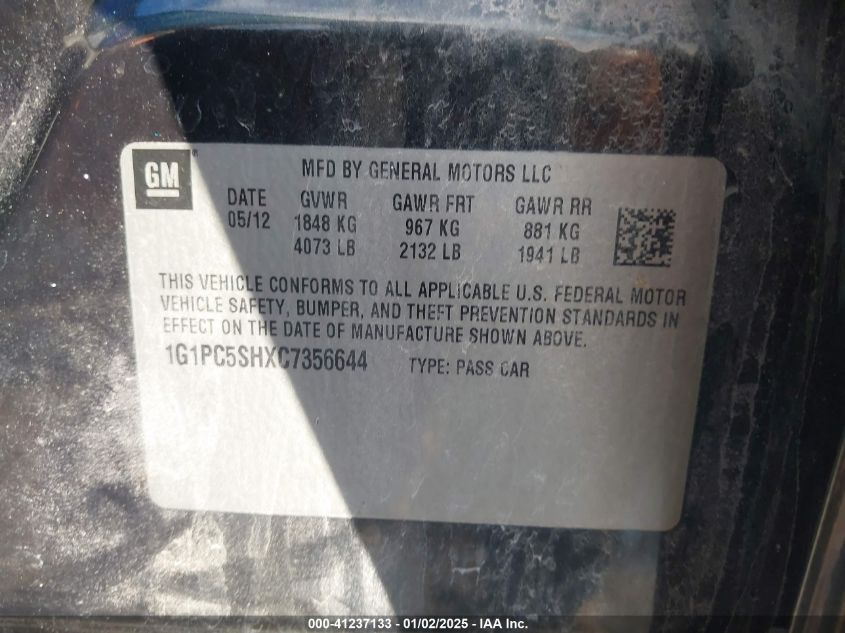 GM
MFD BY GENERAL MOTORS LLC
DATE GVWR GAWR FRT GAWR RR
05/12 1848 KG 967 KG 881 KG
4073 LB 2132 LB 1941 LB
THIS VEHICLE CONFORMS TO ALL APPLICABLE U.S. FEDERAL MOTOR
VEHICLE SAFETY, BUMPER, AND THEFT PREVENTION STANDARDS IN
EFFECT ON THE DATE OF MANUFACTURE SHOWN ABOVE.
1G1PC5SHXC7356644 TYPE: PASS CAR
000-41237133 - 01/02/2025 - IAA Inc.